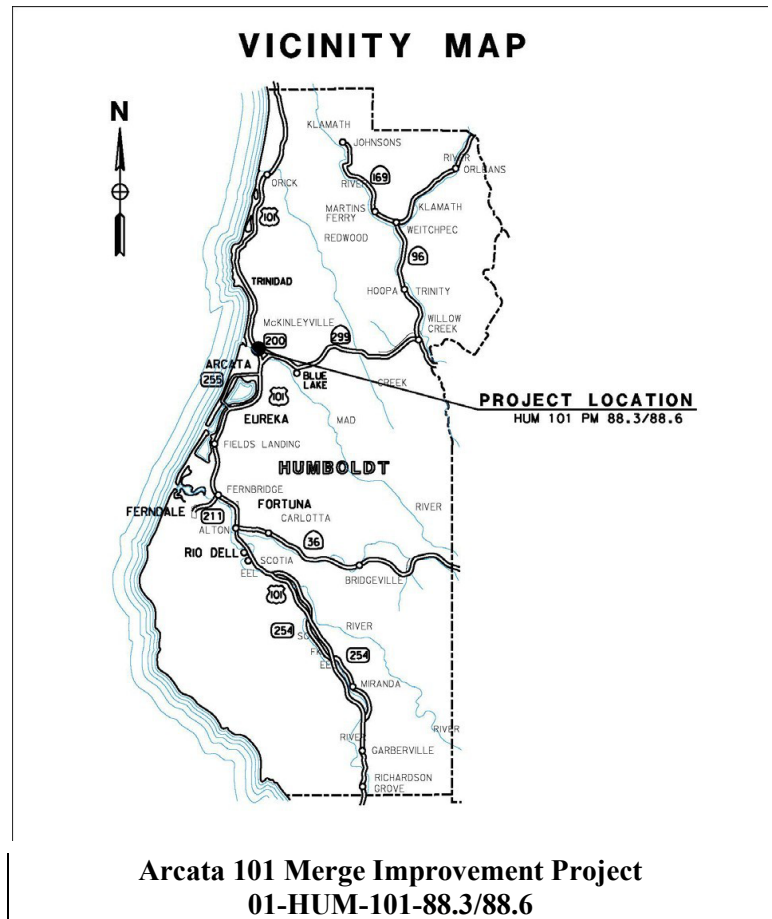 VICINITY MAP
N
KLAMATH
JOHNSONS
RIVER
ORLEANS
ORICK
169
RIVER
101
MARTINS
FERRY
KLAMATH
REDWOOD
WEITCHPEC
96
TRINIDAD
HOOPA
TRINITY
McKINLEYVILLE
WILLOW
CREEK
200
299
ARCATA
BLUE
LAKE
255
CREEK
101
PROJECT LOCATION
HUM 101 PM 88.3/88.6
EUREKA
MAD
FIELDS LANDING
HUMBOLDT
FERNBRIDGE
FERNDALE
FORTUNA
RIVER
211
CARLOTTA
ALTON
36
RIO DELL
SCOTIA
EEL
BRIDGEVILLE
101
254
RIVER
SO
FK
254
EEL
MIRANDA
RIVER
RIVER
GARBERVILLE
RICHARDSON
GROVE
Arcata 101 Merge Improvement Project
01-HUM-101-88.3/88.6